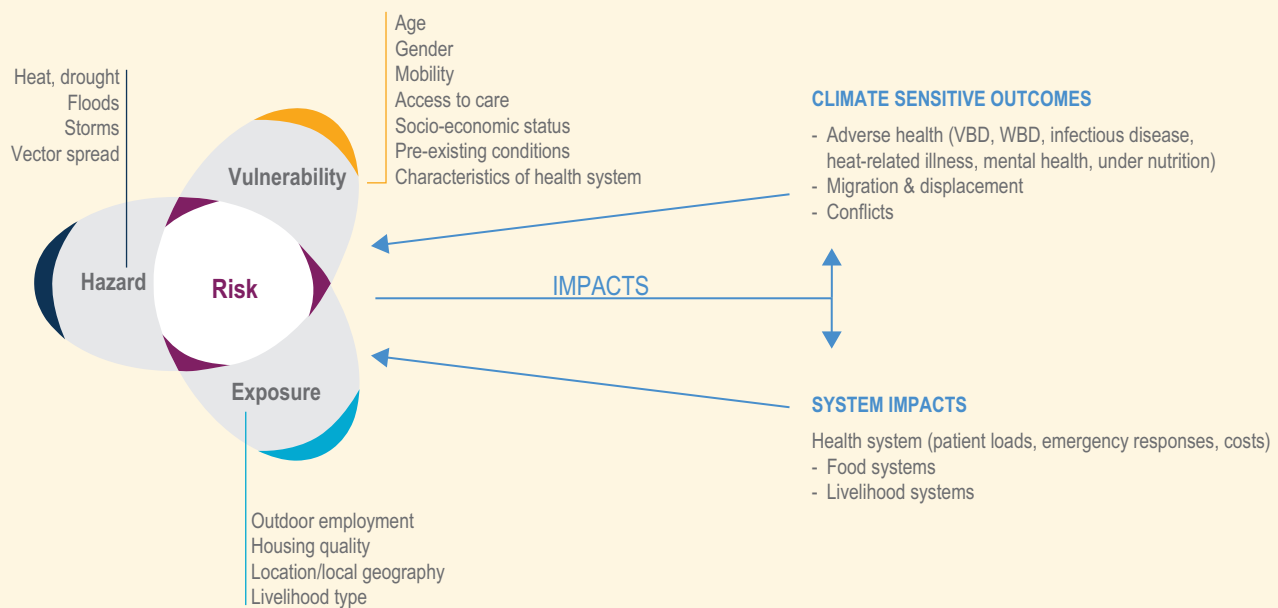 Heat, drought
Floods
Storms
Vector spread
Age
Gender
Mobility
Access to care
Socio-economic status
Pre-existing conditions
Characteristics of health system
Vulnerability
Hazard
Risk
Exposure
Outdoor employment
Housing quality
Location/local geography
Livelihood type
IMPACTS
CLIMATE SENSITIVE OUTCOMES
- Adverse health (VBD, WBD, infectious disease,
heat-related illness, mental health, under nutrition)
- Migration & displacement
- Conflicts
SYSTEM IMPACTS
Health system (patient loads, emergency responses, costs)
- Food systems
- Livelihood systems